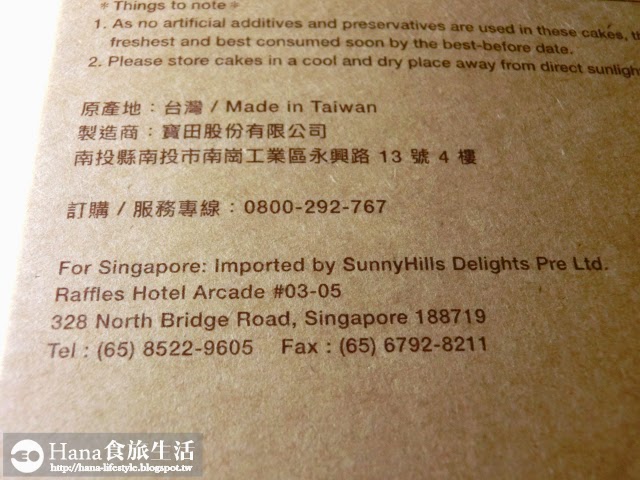 *Things to note*
1. As no artificial additives and preservatives are used in these cakes,
freshest and best consumed soon by the best-before date.
2. Please store cakes in a cool and dry place away from direct sunlight
原產地：台灣 / Made in Taiwan
製造商：寶田股份有限公司
南投縣南投市南崗工業區永興路 13 號 4 樓
訂購 / 服務專線：0800-292-767
For Singapore: Imported by SunnyHills Delights Pre Ltd.
Raffles Hotel Arcade #03-05
328 North Bridge Road, Singapore 188719
Tel : (65) 8522-9605 Fax : (65) 6792-8211
Hana食旅生活
http://hana-lifestyle.blogspot.tw